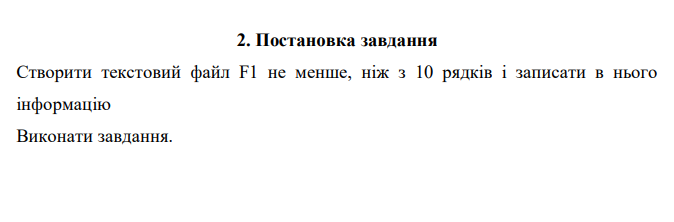 2. Постановка завдання
Створити текстовий файл F1 не менше, ніж з 10 рядків і записати в нього
інформацію
Виконати завдання.